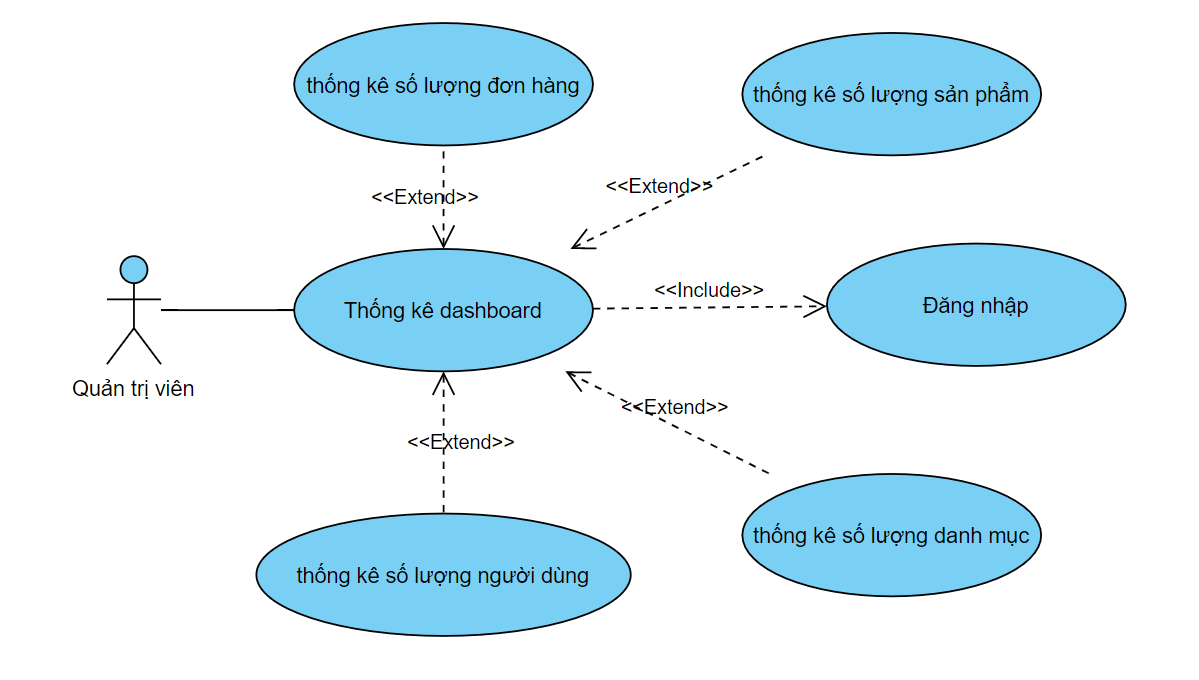 thống kê số lượng đơn hàng
thống kê số lượng sản phẩm
<<Extend>>
<<Extend>>
<<Include>>
Thống kê dashboard
Đăng nhập
Quản trị viên
<<Extend>>
<<Extend>>
thống kê số lượng danh mục
thống kê số lượng người dùng